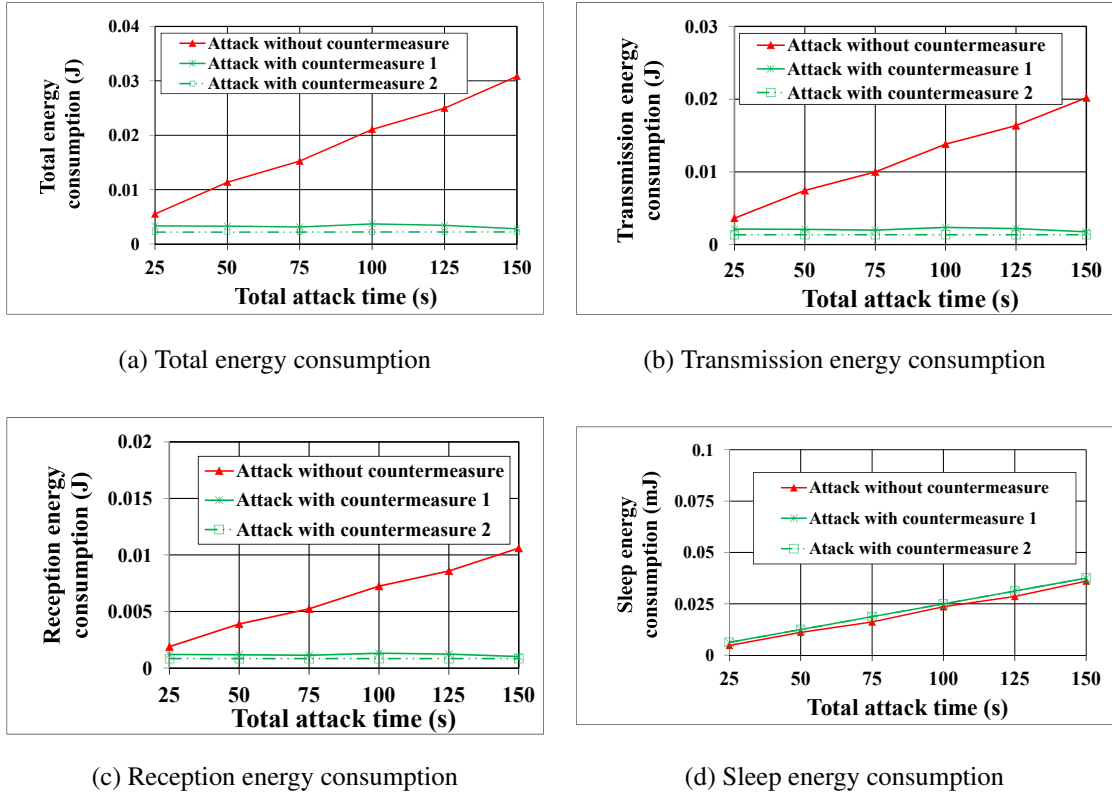 0.04
0.03
0.02
0.01
0
Total energy
consumption (J)
Attack without countermeasure
Attack with countermeasure 1
Attack with countermeasure 2
25 50 75 100 125 150
Total attack time (s)
(a) Total energy consumption
0.03
0.02
0.01
0
Transmission energy
consumption (J)
Attack without countermeasure
Attack with countermeasure 1
Attack with countermeasure 2
25 50 75 100 125 150
Total attack time (s)
(b) Transmission energy consumption
0.02
0.015
0.01
0.005
0
Reception energy
consumption (J)
Attack without countermeasure
Attack with countermeasure 1
Attack with countermeasure 2
25 50 75 100 125 150
Total attack time (s)
(c) Reception energy consumption
0.1
0.075
0.05
0.025
0
Sleep energy
consumption (mJ)
Attack without countermeasure
Attack with countermeasure 1
Atack with countermeasure 2
25 50 75 100 125 150
Total attack time (s)
(d) Sleep energy consumption